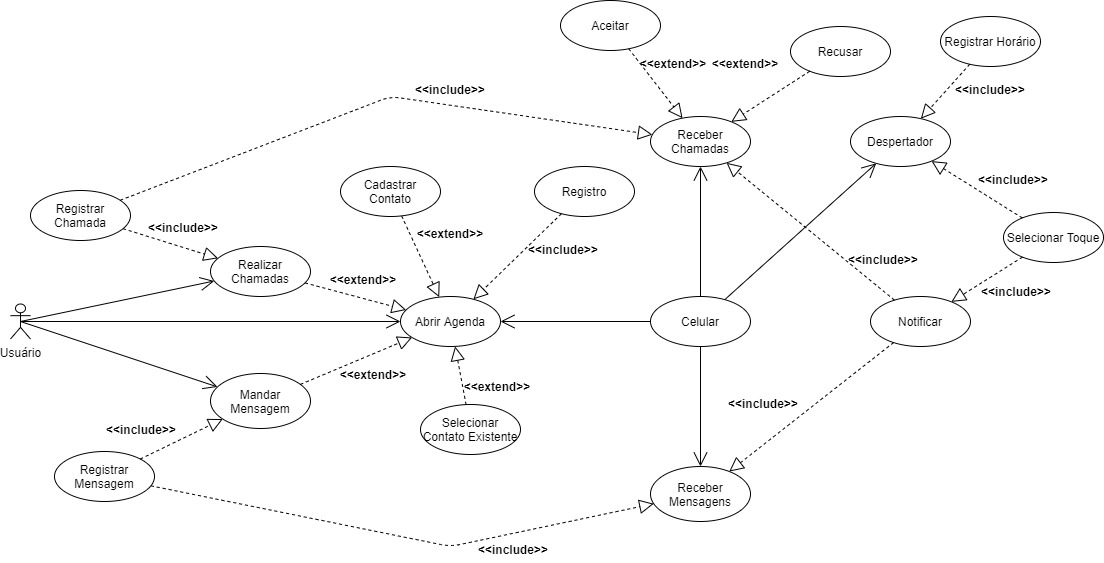 Aceitar
Registrar Horário
Recusar
<<extend>>
<<extend>>
<<include>>
<<include>>
Receber
Chamadas
Despertador
Cadastrar
Contato
Registro
<<include>>
Registrar
Chamada
<<include>>
<<extend>>
Selecionar Toque
<<include>>
<<include>>
Realizar
Chamadas
<<extend>>
<<include>>
Abrir Agenda
Celular
Notificar
Usuário
<<extend>>
<<extend>>
Mandar
Mensagem
<<include>>
<<include>>
Selecionar
Contato Existente
Registrar
Mensagem
Receber
Mensagens
<<include>>